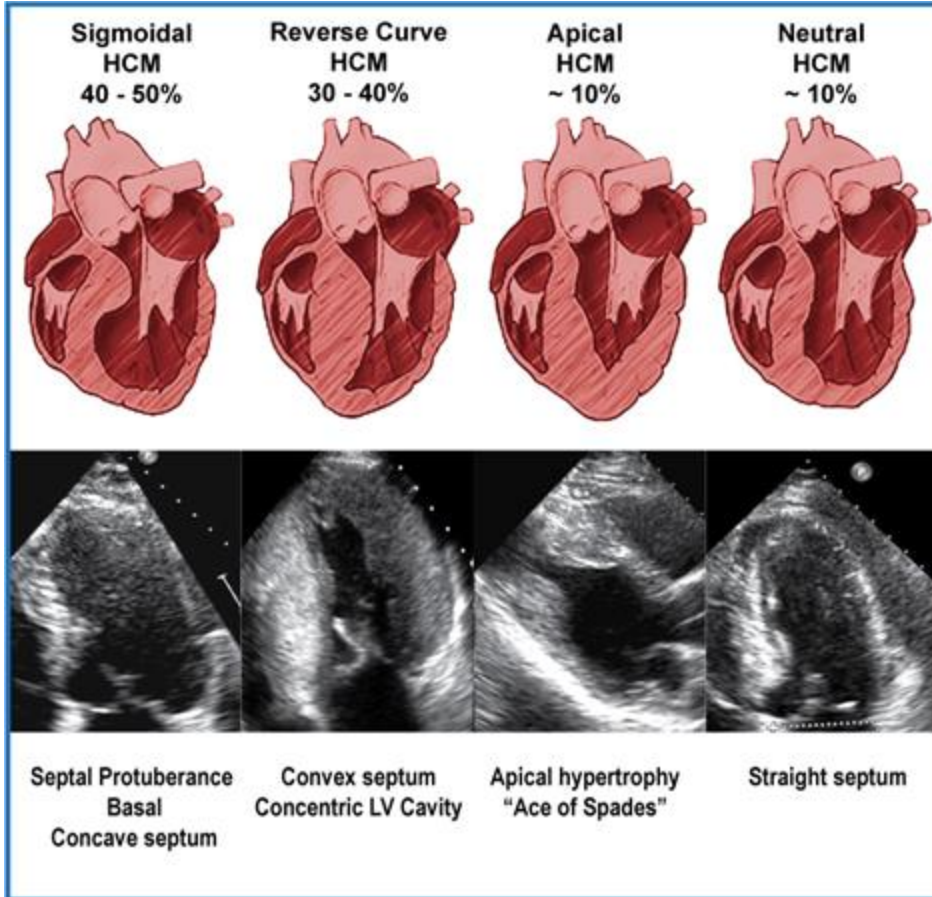 Sigmoidal
HCM
40 - 50%
Reverse Curve
HCM
30 - 40%
Apical
HCM
~ 10%
Neutral
HCM
~ 10%
Septal Protuberance
Basal
Concave septum
Convex septum
Concentric LV Cavity
Apical hypertrophy
“Ace of Spades”
Straight septum